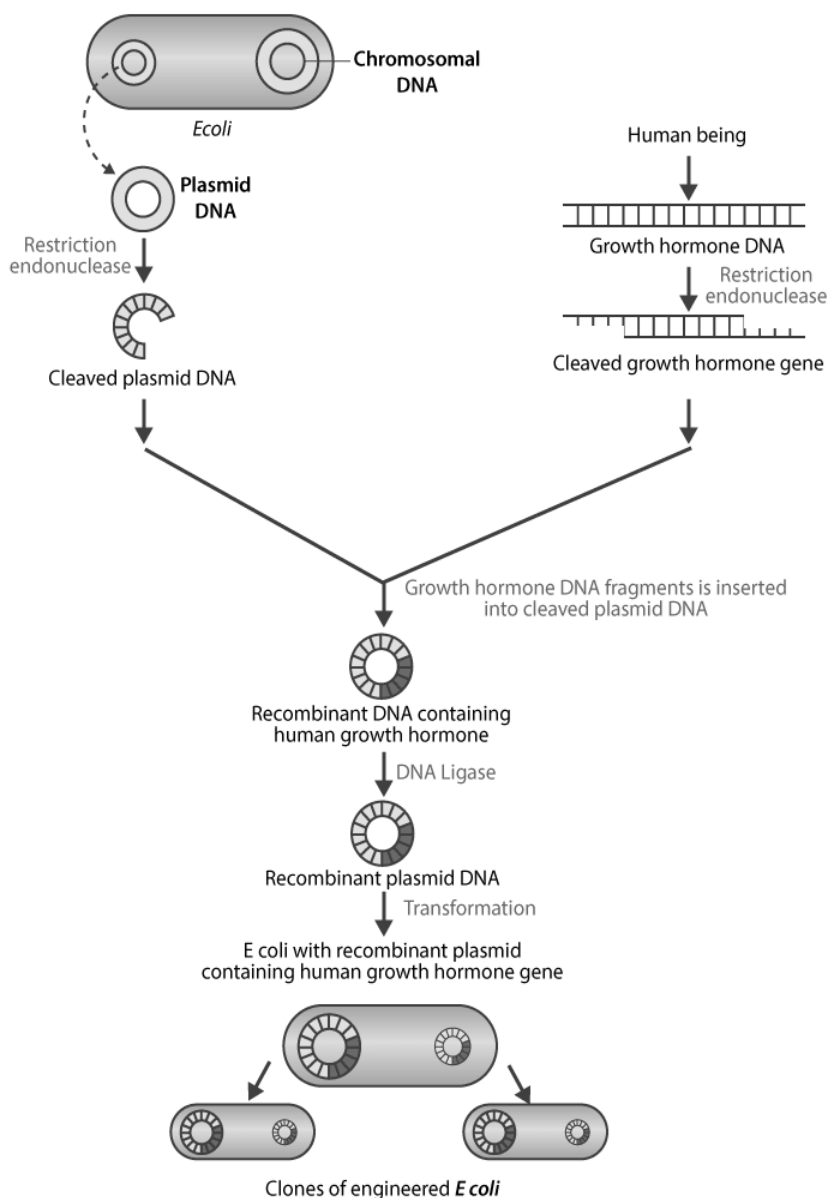 Chromosomal
DNA
Ecoli
Human being
Plasmid
DNA
Growth hormone DNA
Restriction
endonuclease
Restriction
endonuclease
Cleaved plasmid DNA
Cleaved growth hormone gene
Growth hormone DNA fragments is inserted
into cleaved plasmid DNA
Recombinant DNA containing
human growth hormone
DNA Ligase
Recombinant plasmid DNA
Transformation
E coli with recombinant plasmid
containing human growth hormone gene
Clones of engineered E coli